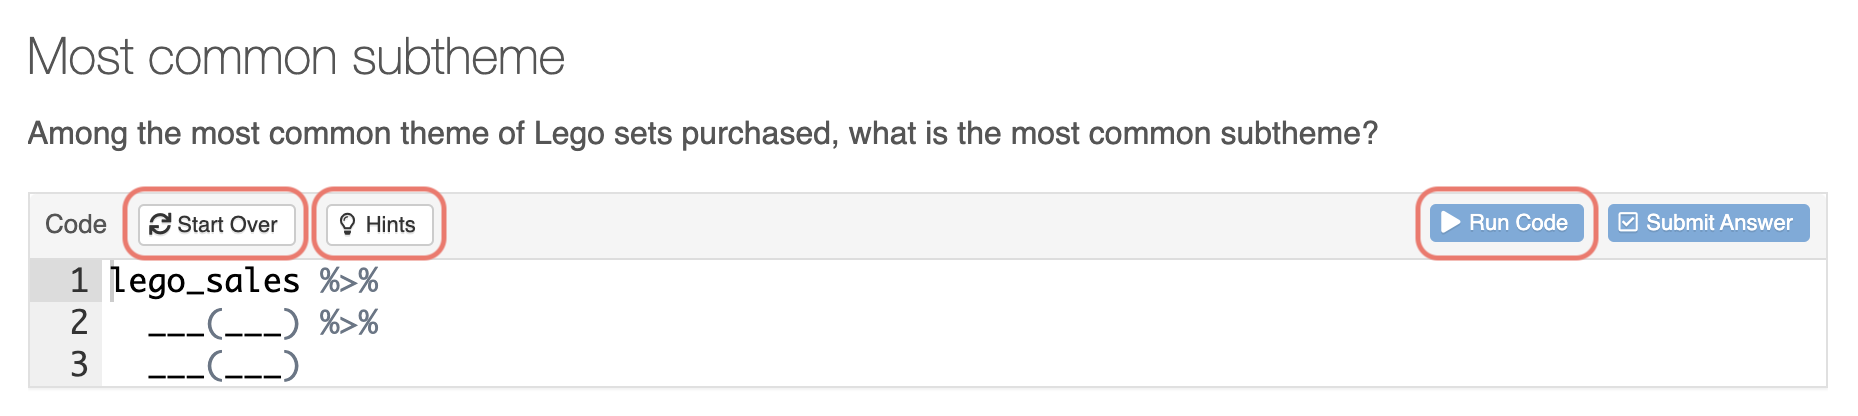 Most common subtheme
Among the most common theme of Lego sets purchased, what is the most common subtheme?
Code Start Over Hints Run Code Submit Answer
1 lego_sales %>%
2 ___(___) %>%
3 ___(___)